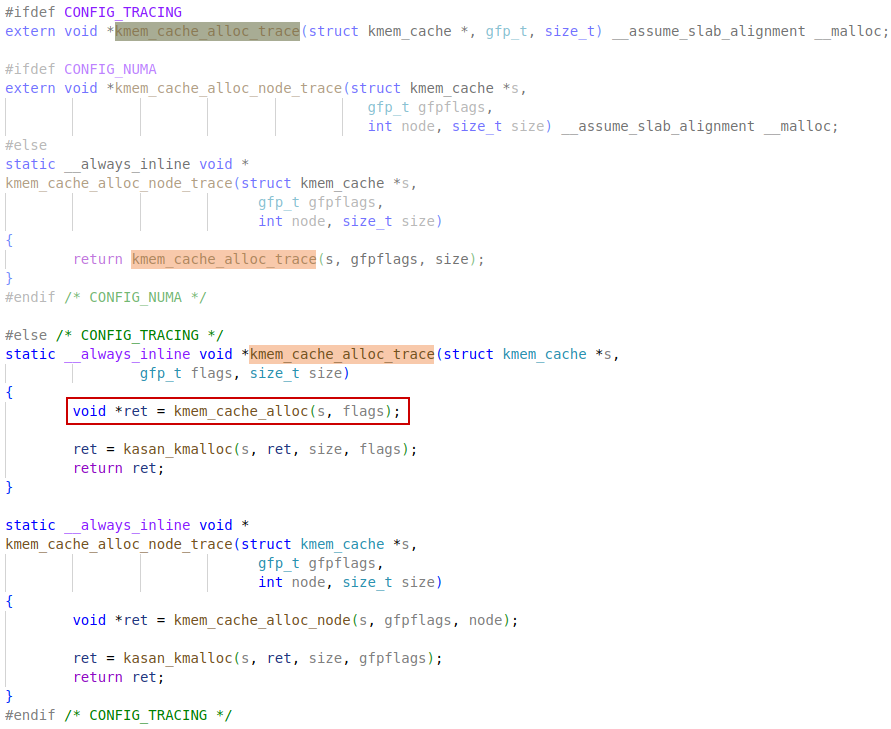 #ifdef CONFIG_TRACING
extern void *kmem_cache_alloc_trace(struct kmem_cache *, gfp_t, size_t) __assume_slab_alignment __malloc;

#ifdef CONFIG_NUMA
extern void *kmem_cache_alloc_node_trace(struct kmem_cache *s,
                                           gfp_t gfpflags,
                                           int node, size_t size) __assume_slab_alignment __malloc;
#else
static __always_inline void *
kmem_cache_alloc_node_trace(struct kmem_cache *s,
                              gfp_t gfpflags,
                              int node, size_t size)
{
        return kmem_cache_alloc_trace(s, gfpflags, size);
}
#endif /* CONFIG_NUMA */

#else /* CONFIG_TRACING */
static __always_inline void *kmem_cache_alloc_trace(struct kmem_cache *s,
                gfp_t flags, size_t size)
{
        void *ret = kmem_cache_alloc(s, flags);

        ret = kasan_kmalloc(s, ret, size, flags);
        return ret;
}

static __always_inline void *
kmem_cache_alloc_node_trace(struct kmem_cache *s,
                              gfp_t gfpflags,
                              int node, size_t size)
{
        void *ret = kmem_cache_alloc_node(s, gfpflags, node);

        ret = kasan_kmalloc(s, ret, size, gfpflags);
        return ret;
}
#endif /* CONFIG_TRACING */